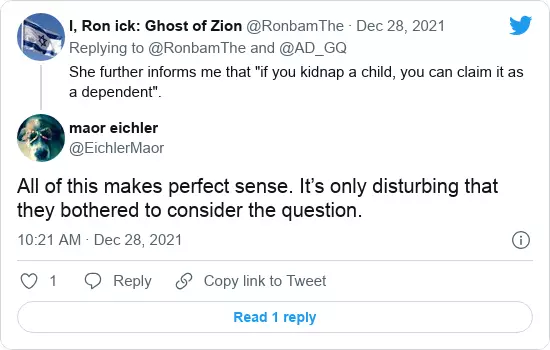 I, Ron ick: Ghost of Zion @RonbamThe · Dec 28, 2021
Replying to @RonbamThe and @AD_GQ
She further informs me that "if you kidnap a child, you can claim it as
a dependent".
maor eichler
@EichlerMaor
All of this makes perfect sense. It’s only disturbing that
they bothered to consider the question.
10:21 AM · Dec 28, 2021
1 Reply Copy link to Tweet
Read 1 reply